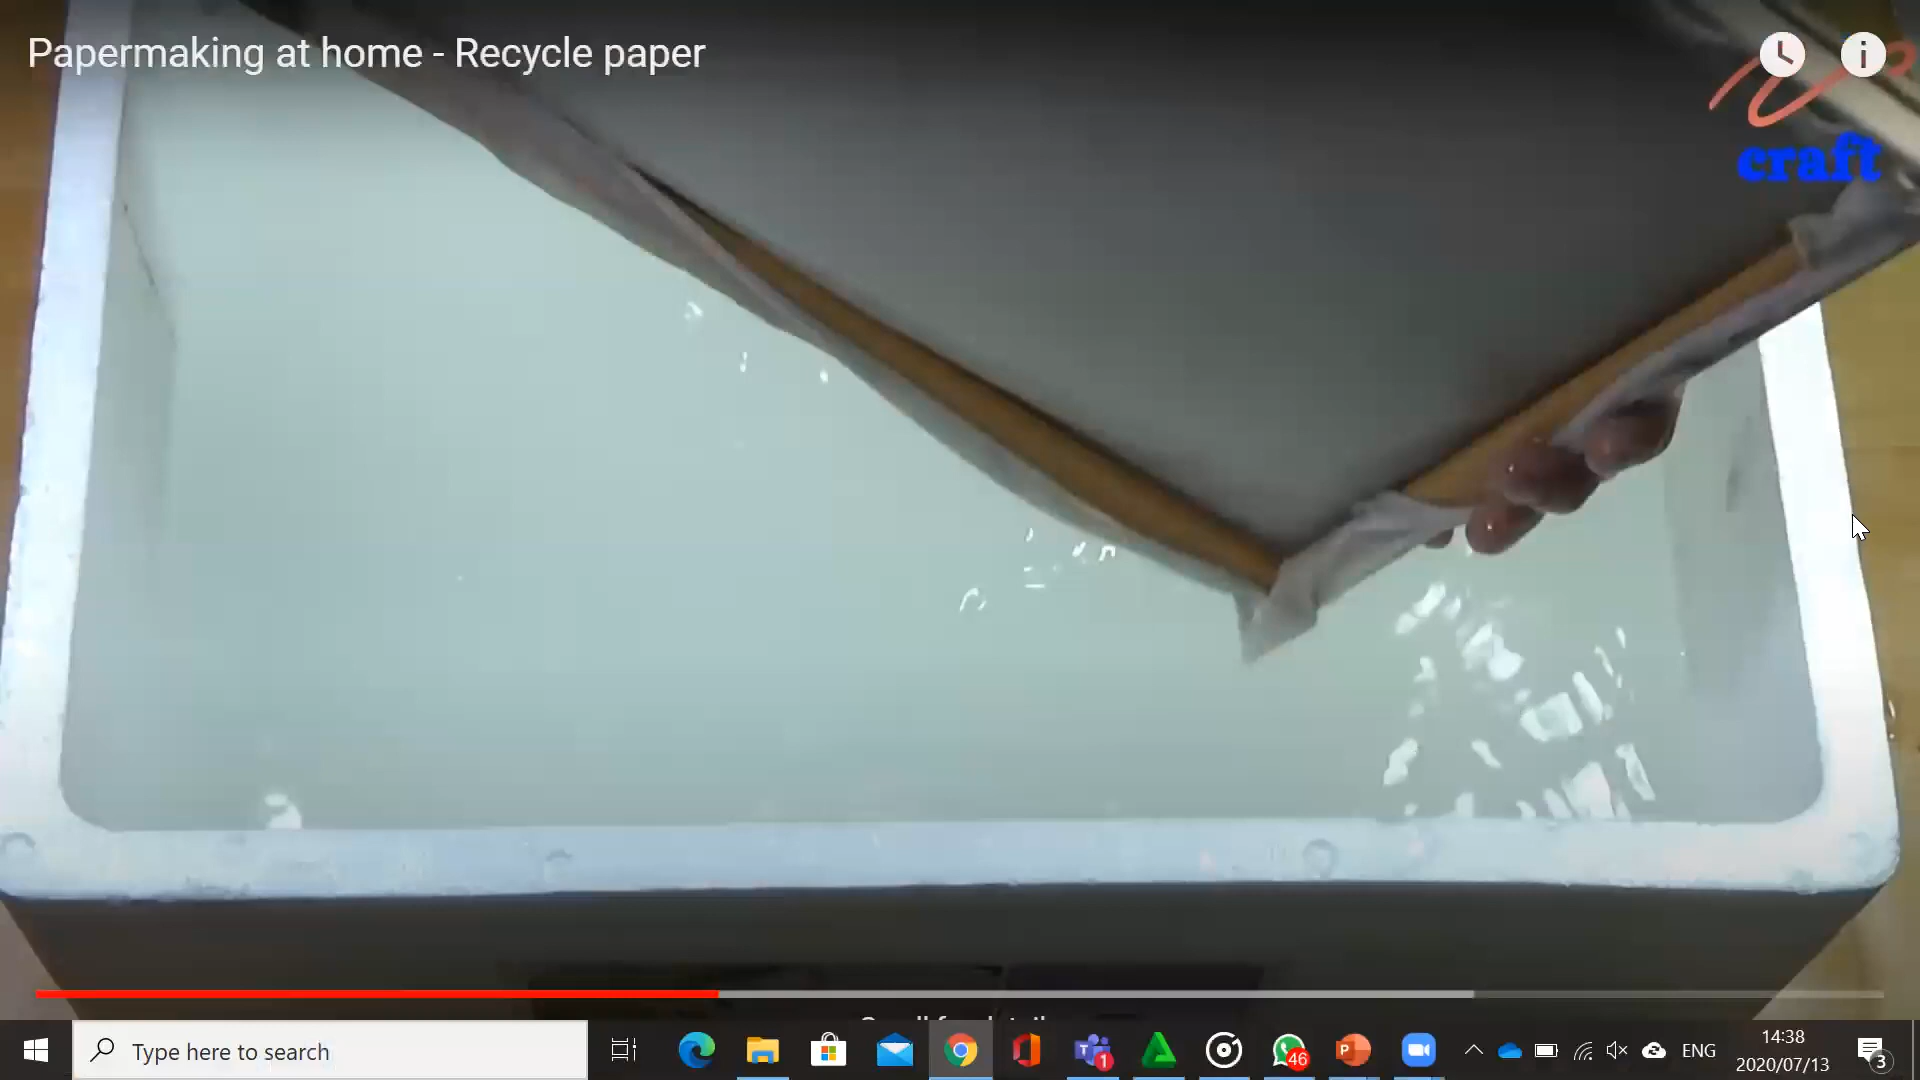 Papermaking at home - Recycle paper
craft
Type here to search
1
46
ENG
14:38
2020/07/13
3